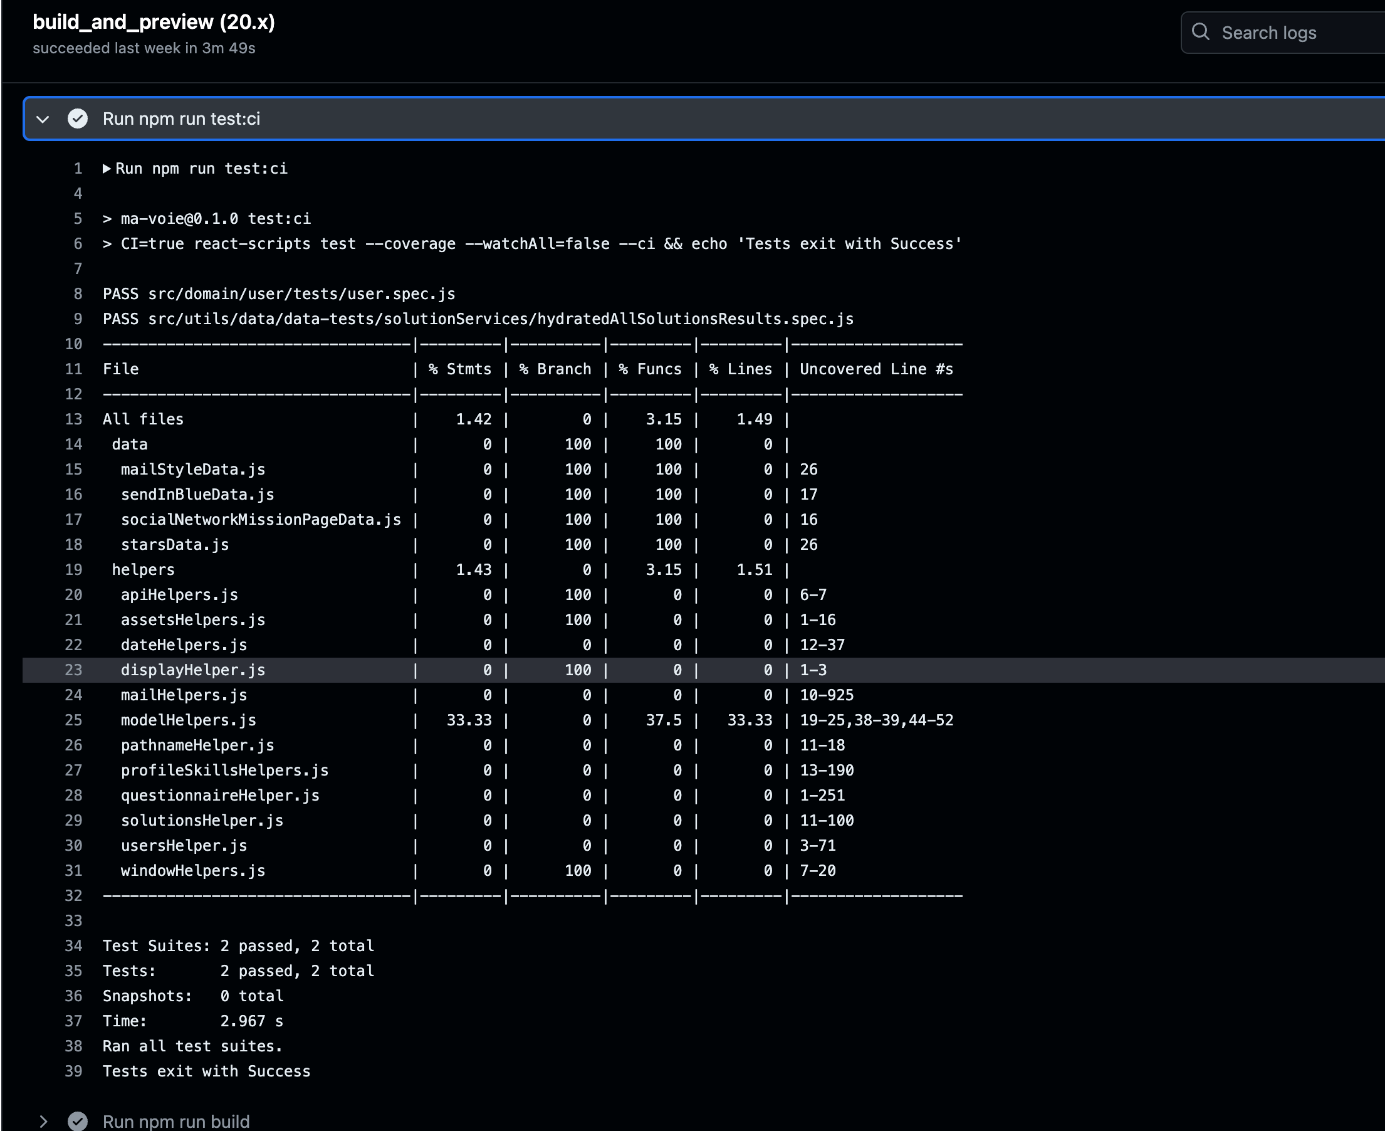 build_and_preview (20.x)
succeeded last week in 3m 49s
Search logs
Run npm run test:ci
1 Run npm run test:ci
4
5 > ma-voie@0.1.0 test:ci
6 > CI=true react-scripts test --coverage --watchAll=false --ci && echo 'Tests exit with Success'
7
8 PASS src/domain/user/tests/user.spec.js
9 PASS src/utils/data/data-tests/solutionServices/hydratedAllSolutionsResults.spec.js
10 ----------------------------------|---------|----------|---------|---------|-------------------
11 File | % Stmts | % Branch | % Funcs | % Lines | Uncovered Line #s
12 ----------------------------------|---------|----------|---------|---------|-------------------
13 All files | 1.42 | 0 | 3.15 | 1.49 |
14 data | 0 | 100 | 100 | 0 |
15 mailStyleData.js | 0 | 100 | 100 | 0 | 26
16 sendInBlueData.js | 0 | 100 | 100 | 0 | 17
17 socialNetworkMissionPageData.js | 0 | 100 | 100 | 0 | 16
18 starsData.js | 0 | 100 | 100 | 0 | 26
19 helpers | 1.43 | 0 | 3.15 | 1.51 |
20 apiHelpers.js | 0 | 100 | 0 | 0 | 6-7
21 assetsHelpers.js | 0 | 100 | 0 | 0 | 1-16
22 dateHelpers.js | 0 | 0 | 0 | 0 | 12-37
23 displayHelper.js | 0 | 100 | 0 | 0 | 1-3
24 mailHelpers.js | 0 | 0 | 0 | 0 | 10-925
25 modelHelpers.js | 33.33 | 0 | 37.5 | 33.33 | 19-25,38-39,44-52
26 pathnameHelper.js | 0 | 0 | 0 | 0 | 11-18
27 profileSkillsHelpers.js | 0 | 0 | 0 | 0 | 13-190
28 questionnaireHelper.js | 0 | 0 | 0 | 0 | 1-251
29 solutionsHelper.js | 0 | 0 | 0 | 0 | 11-100
30 usersHelper.js | 0 | 0 | 0 | 0 | 3-71
31 windowHelpers.js | 0 | 100 | 0 | 0 | 7-20
32 ----------------------------------|---------|----------|---------|---------|-------------------
33
34 Test Suites: 2 passed, 2 total
35 Tests: 2 passed, 2 total
36 Snapshots: 0 total
37 Time: 2.967 s
38 Ran all test suites.
39 Tests exit with Success
Run npm run build